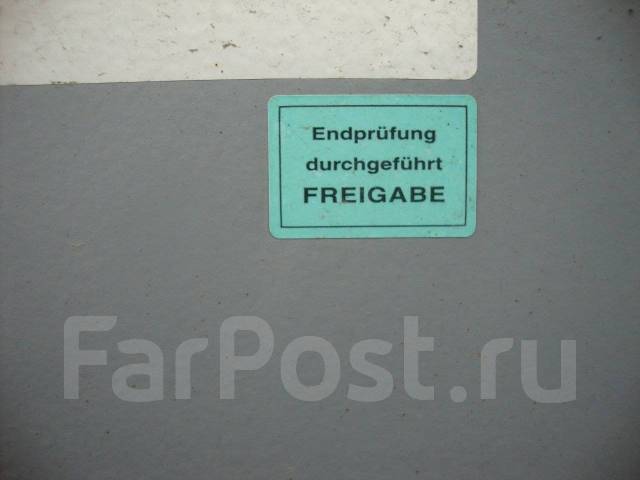 Endprüfung
durchgeführt
FREIGABE
FarPost.ru